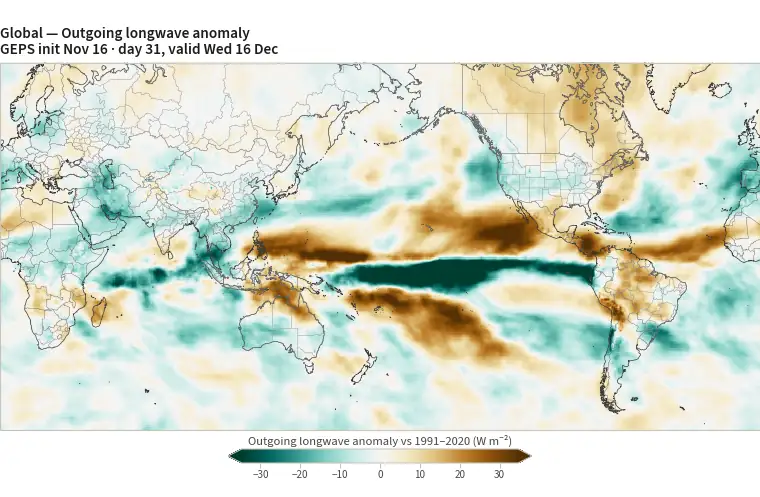 Global — Outgoing longwave anomaly
GEPS init Nov 16 · day 31, valid Wed 16 Dec
Outgoing longwave anomaly vs 1991–2020 (W m⁻²)
−30 −20 −10 0 10 20 30